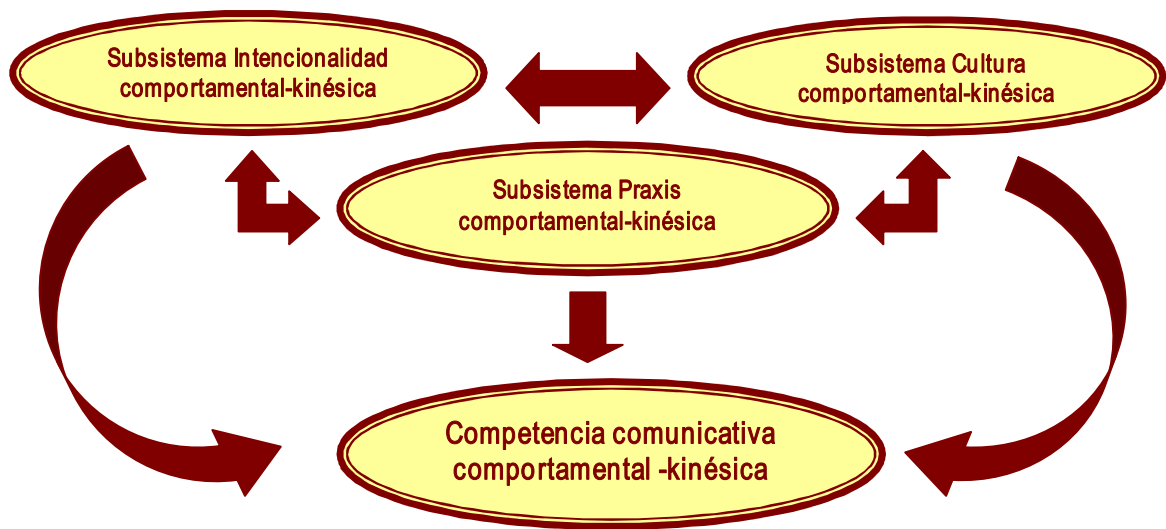 Subsistema Intencionalidad
comportamental-kinésica
Subsistema Cultura
comportamental-kinésica
Subsistema Praxis
comportamental-kinésica
Competencia comunicativa
comportamental -kinésica